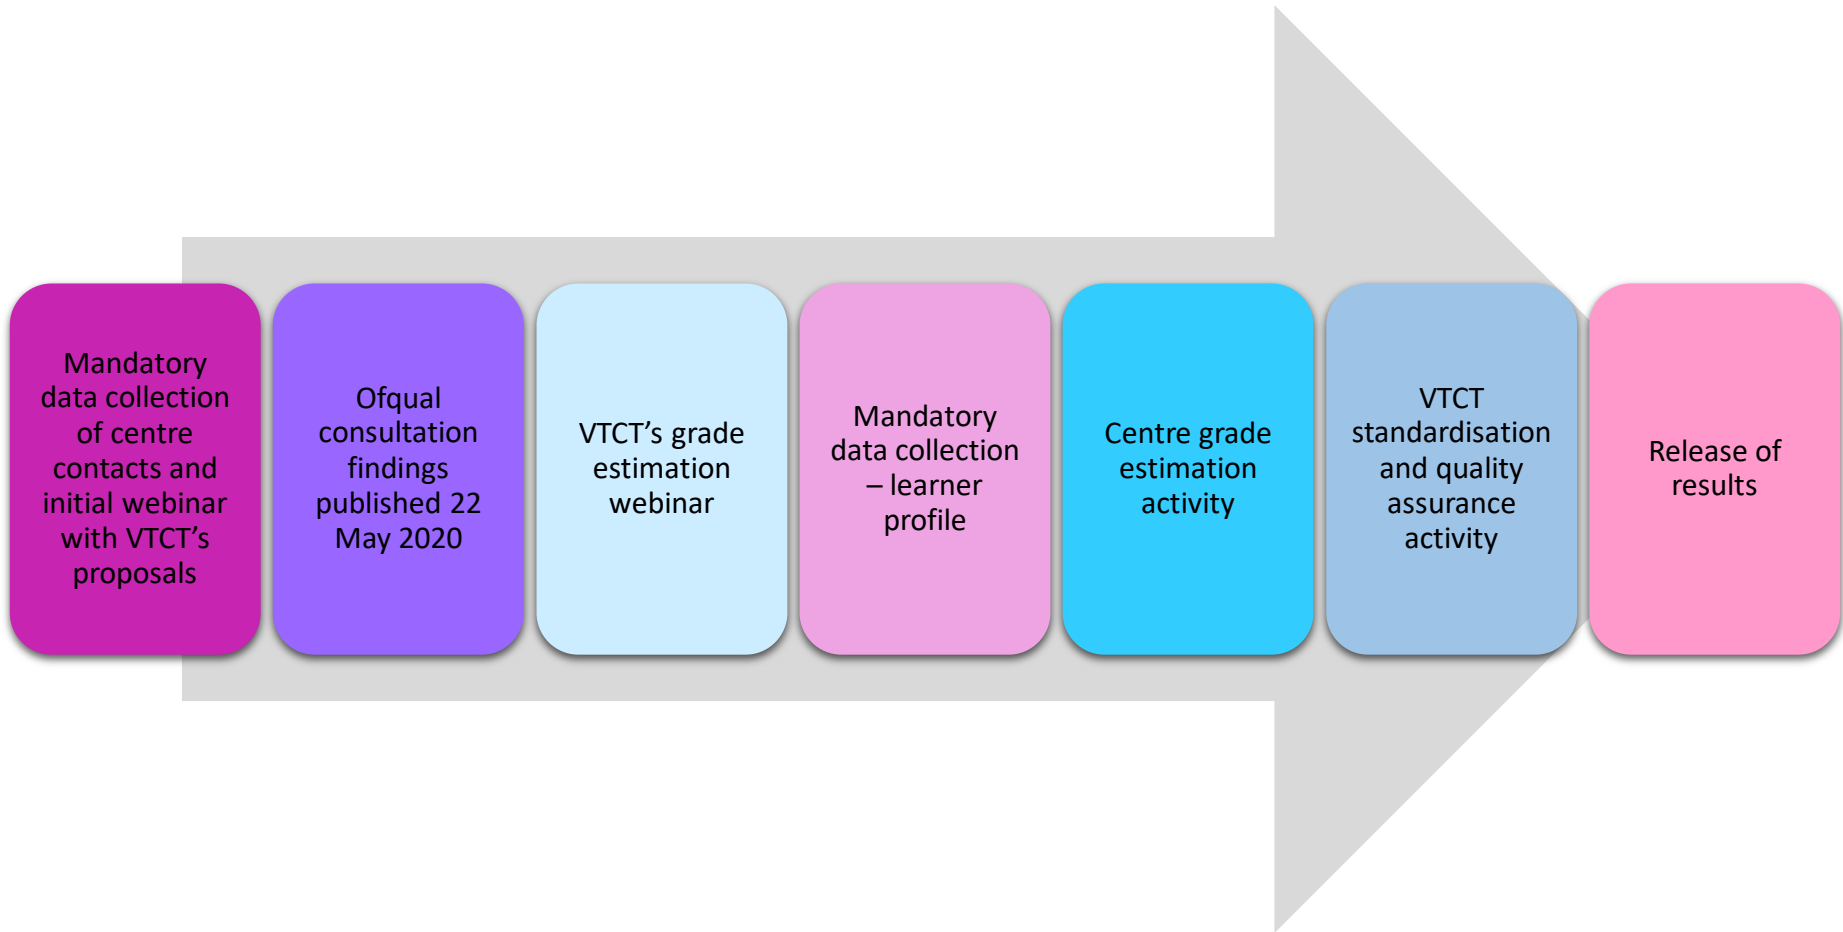 Mandatory
data collection
of centre
contacts and
initial webinar
with VTCT’s
proposals
Ofqual
consultation
findings
published 22
May 2020
VTCT’s grade
estimation
webinar
Mandatory
data collection
– learner
profile
Centre grade
estimation
activity
VTCT
standardisation
and quality
assurance
activity
Release of
results